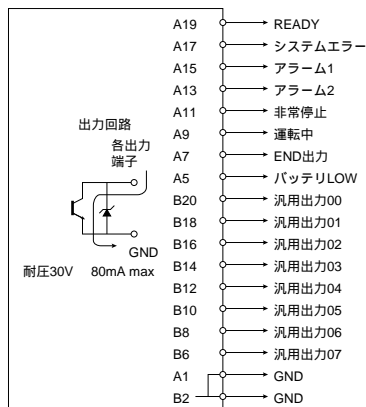 A19 READY
A17 システムエラー
A15 アラーム1
A13 アラーム2
A11 非常停止
A9 運転中
A7 END出力
A5 バッテリLOW
B20 汎用出力00
B18 汎用出力01
B16 汎用出力02
B14 汎用出力03
B12 汎用出力04
B10 汎用出力05
B8 汎用出力06
B6 汎用出力07
A1 GND
B2 GND
出力回路
各出力
端子
GND
耐圧30V 80mA max